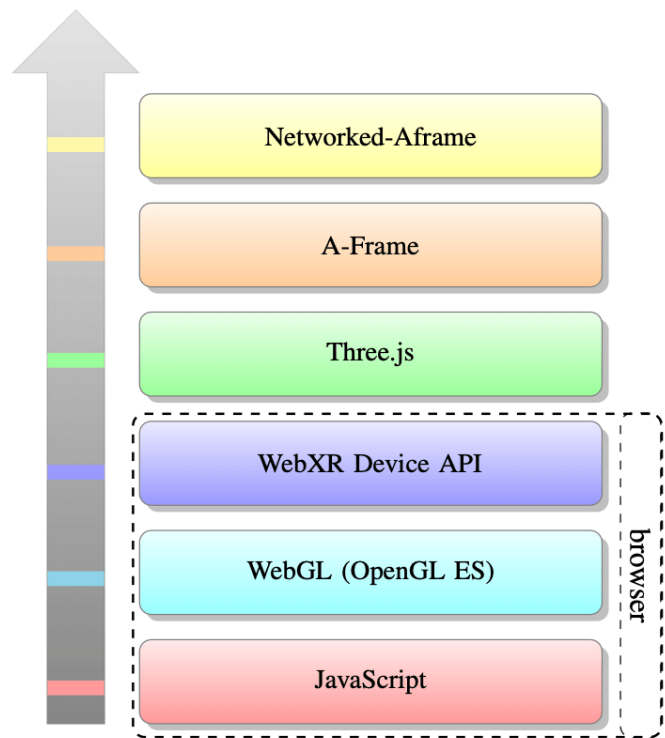 Networked-Aframe
A-Frame
Three.js
WebXR Device API
WebGL (OpenGL ES)
JavaScript
browser